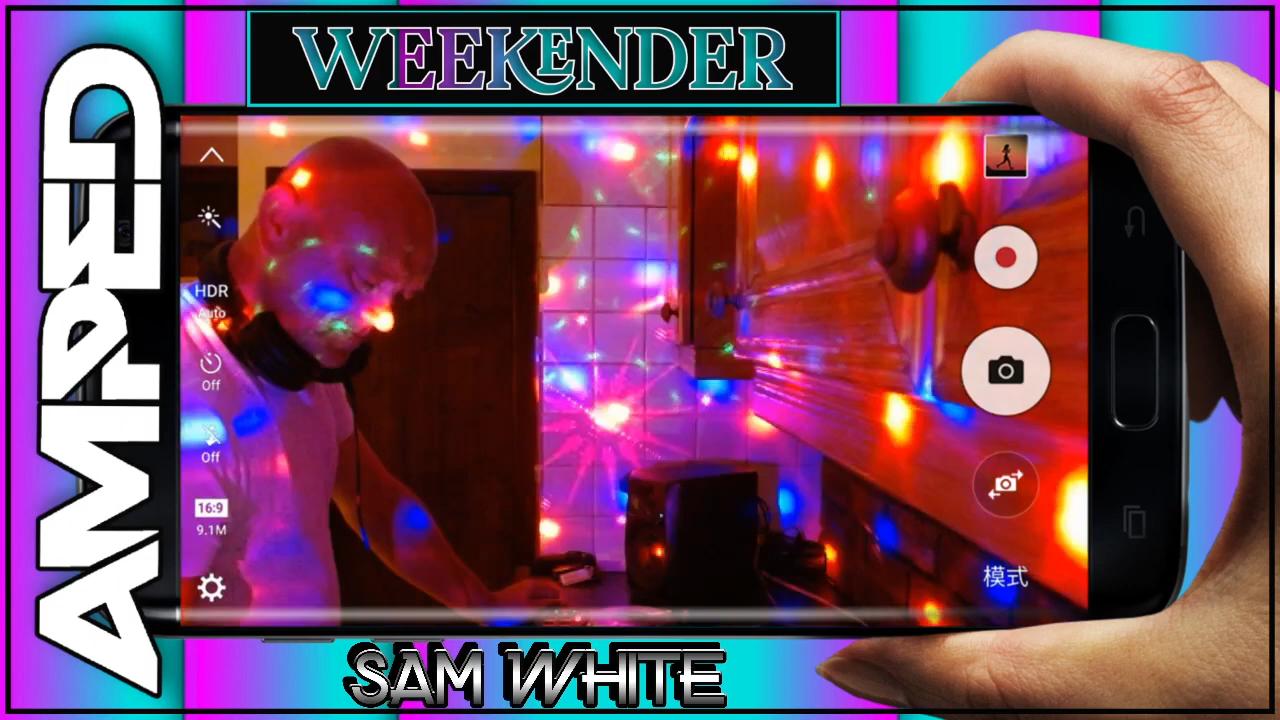 WEEKENDER
AMPED
HDR
Auto
Off
Off
16:9
9.1M
模式
SAM WHITE